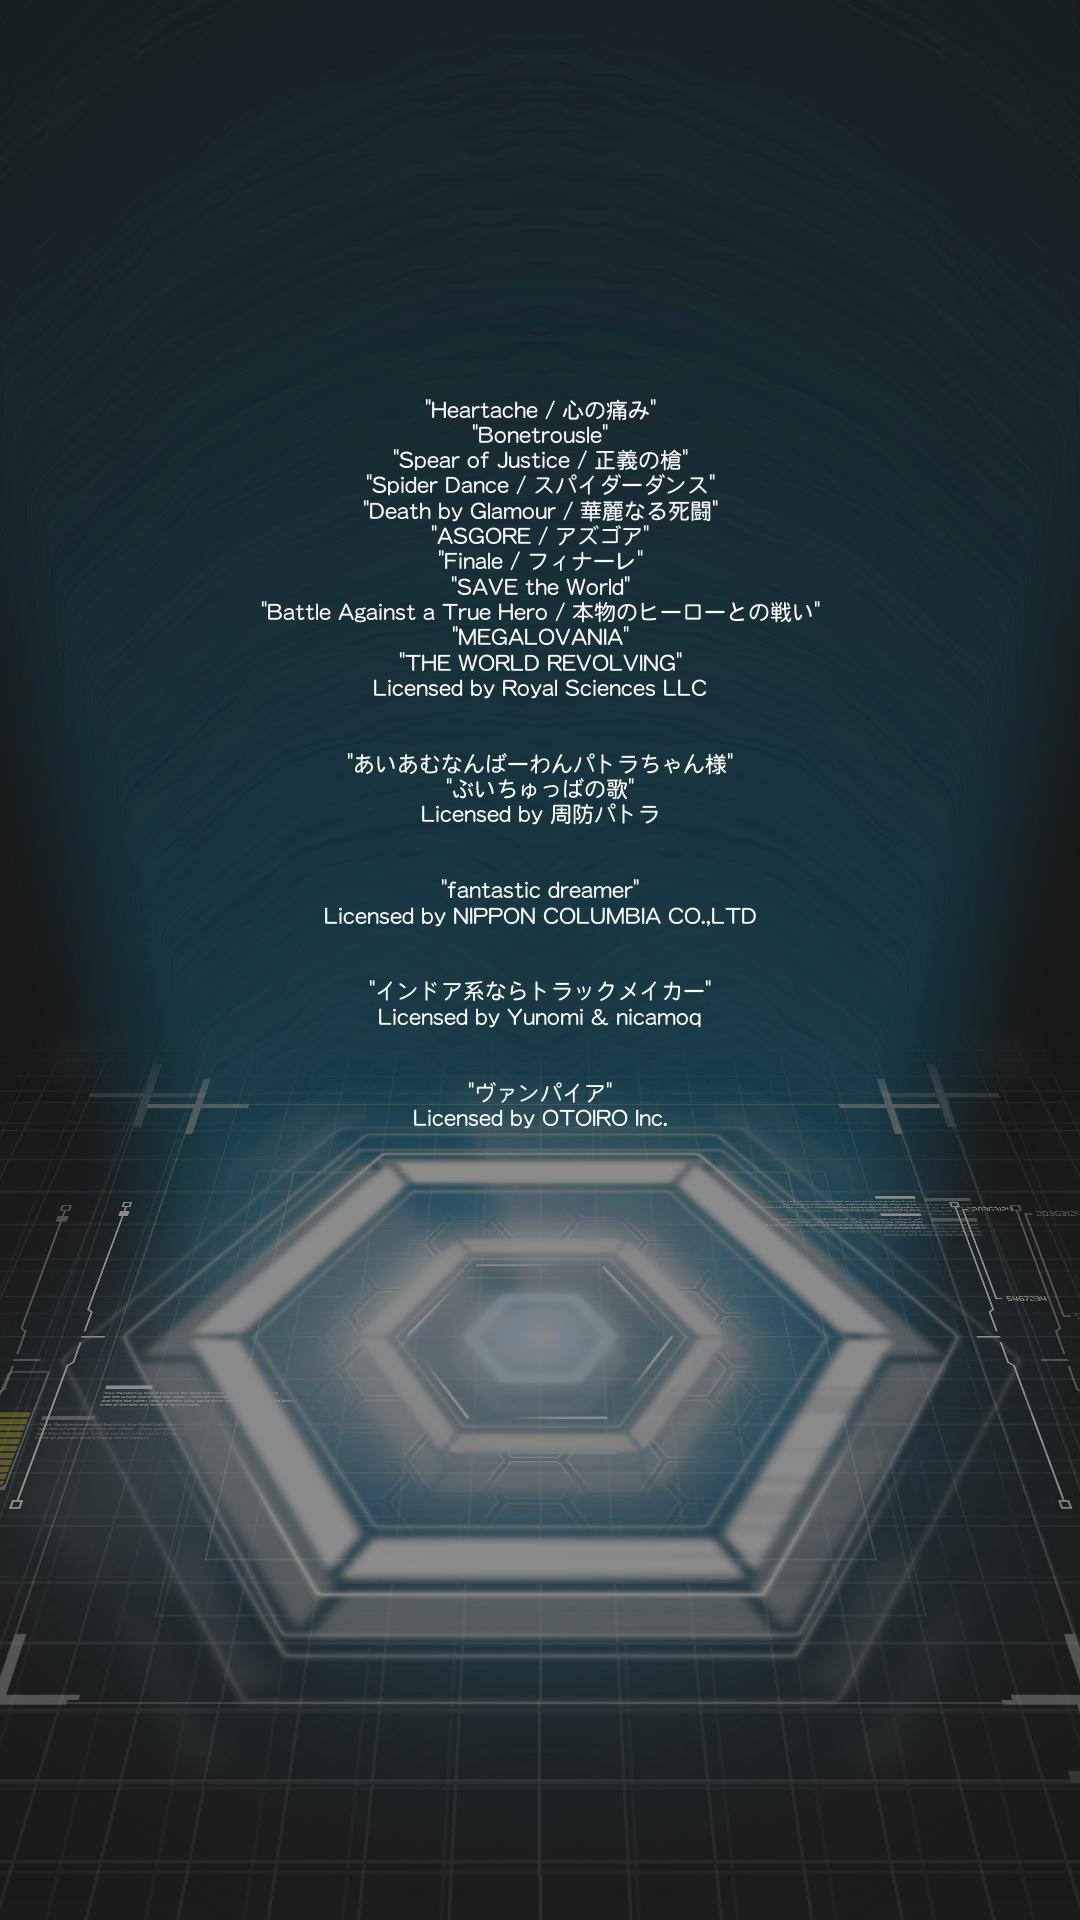 "Heartache / 心の痛み"
"Bonetrousle"
"Spear of Justice / 正義の槍"
"Spider Dance / スパイダーダンス"
"Death by Glamour / 華麗なる死闘"
"ASGORE / アズゴア"
"Finale / フィナーレ"
"SAVE the World"
"Battle Against a True Hero / 本物のヒーローとの戦い"
"MEGALOVANIA"
"THE WORLD REVOLVING"
Licensed by Royal Sciences LLC
"あいあむなんばーわんパトラちゃん様"
"ぶいちゅっばの歌"
Licensed by 周防パトラ
"fantastic dreamer"
Licensed by NIPPON COLUMBIA CO.,LTD
"インドア系ならトラックメイカー"
Licensed by Yunomi & nicamoq
"ヴァンパイア"
Licensed by OTOIRO Inc.
5467234